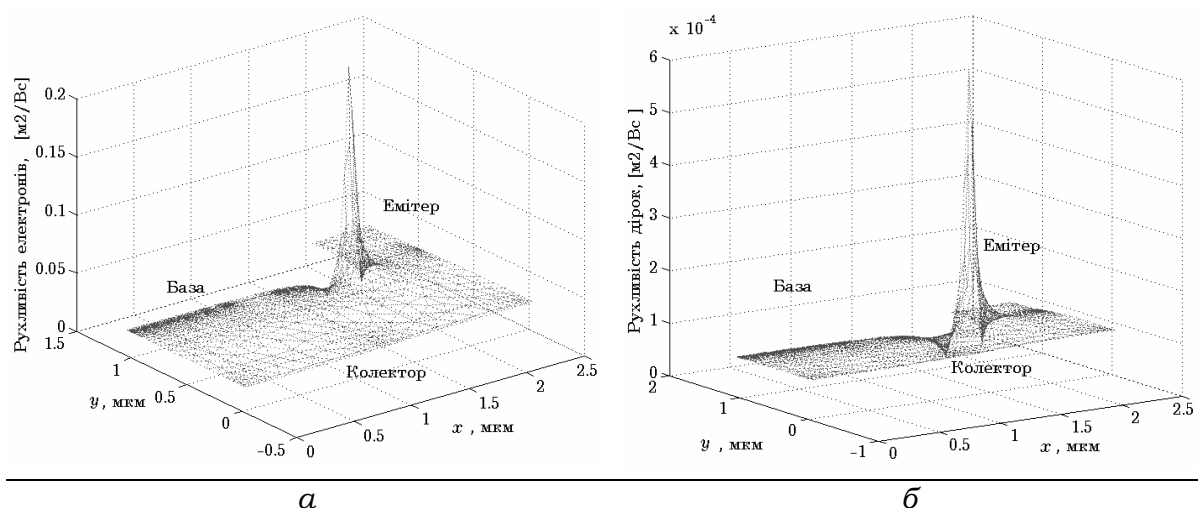 Рухливість електронів, [м2/Вс]
0.2
0.15
0.1
0.05
0
1.5
1
0.5
0
-0.5
y, мкм
0
0.5
1
1.5
2
2.5
x , мкм
База
Емітер
Колектор
а
x 10⁻⁴
Рухливість дірок, [м2/Вс ]
6
5
4
3
2
1
0
2
1
0
-1
y , мкм
0
0.5
1
1.5
2
2.5
x , мкм
База
Емітер
Колектор
б